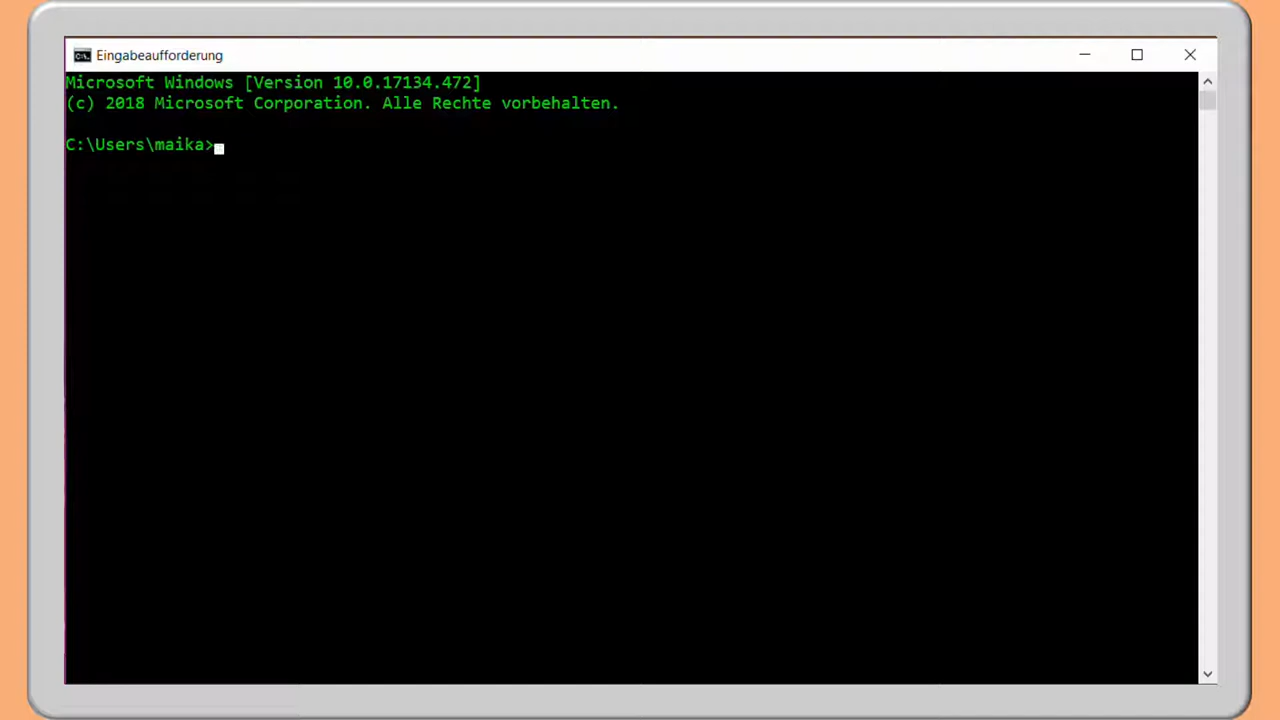 Eingabeaufforderung
Microsoft Windows [Version 10.0.17134.472]
(c) 2018 Microsoft Corporation. Alle Rechte vorbehalten.
C:\Users\maika>